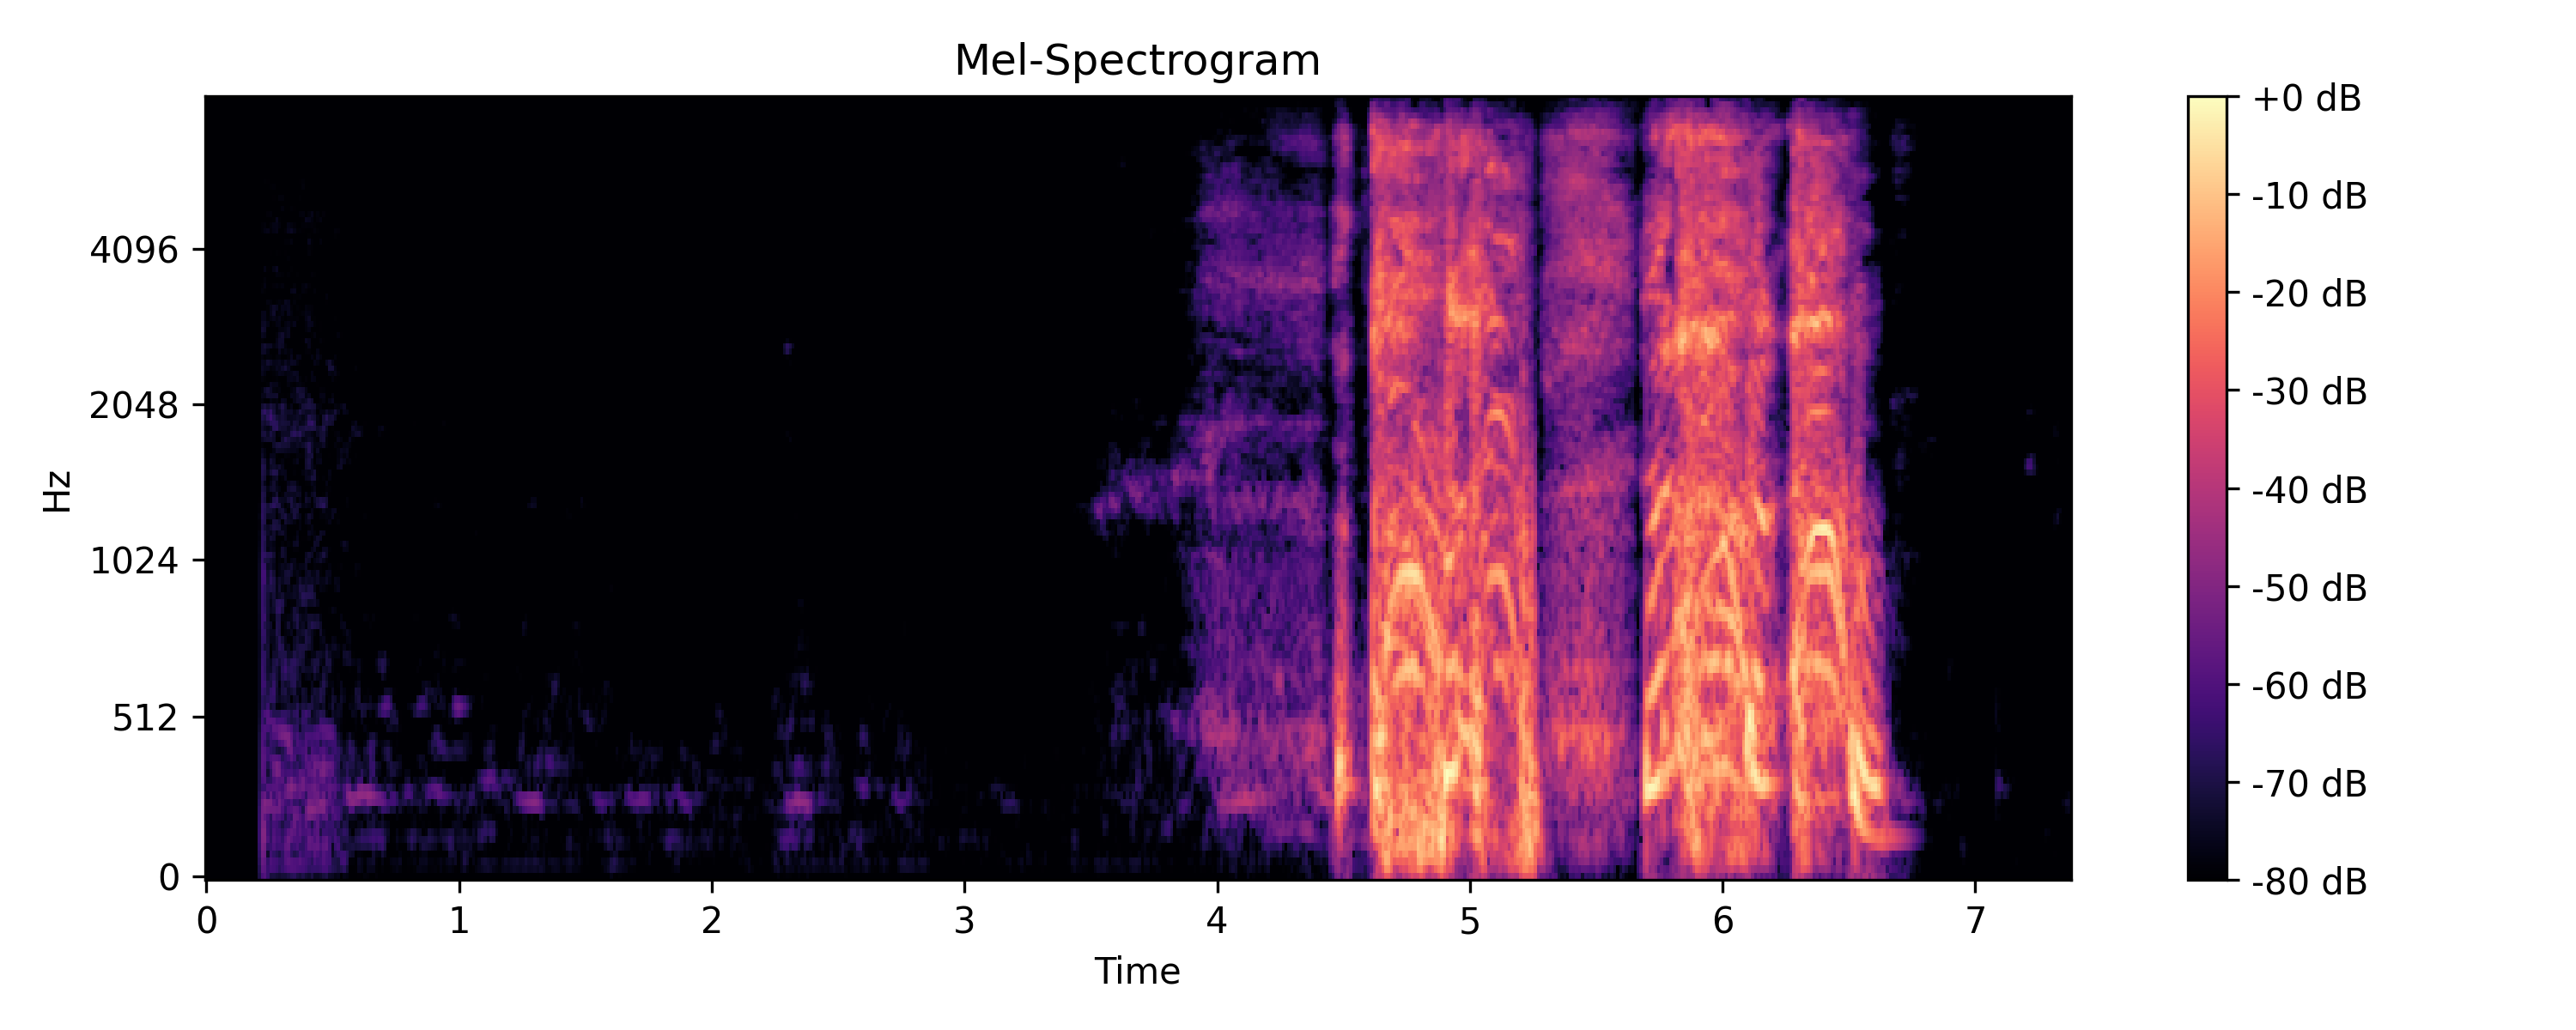 Mel-Spectrogram
+0 dB
-10 dB
-20 dB
-30 dB
-40 dB
-50 dB
-60 dB
-70 dB
-80 dB
4096
2048
1024
512
0
Hz
0 1 2 3 4 5 6 7
Time